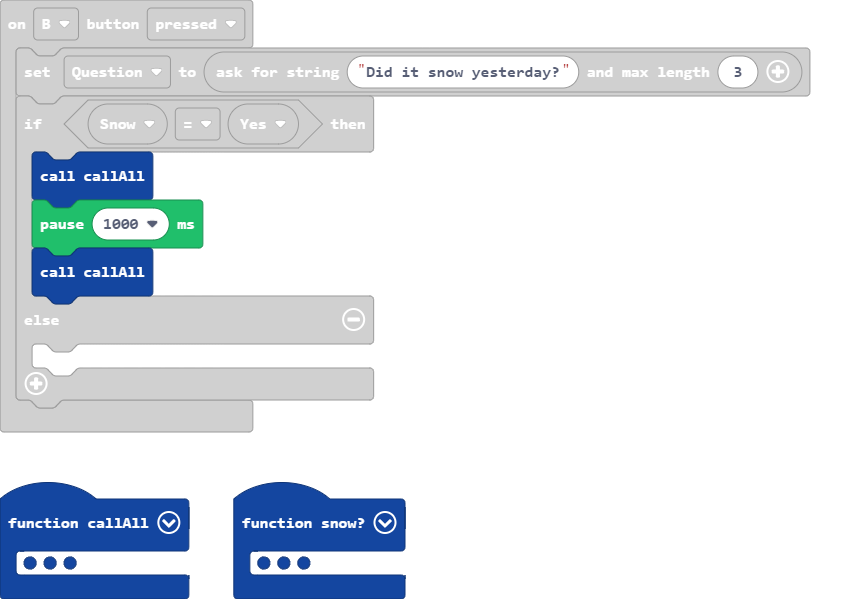 on B button pressed
set Question to ask for string "Did it snow yesterday?" and max length 3
if Snow = Yes then
call callAll
pause 1000 ms
call callAll
else
function callAll
function snow?